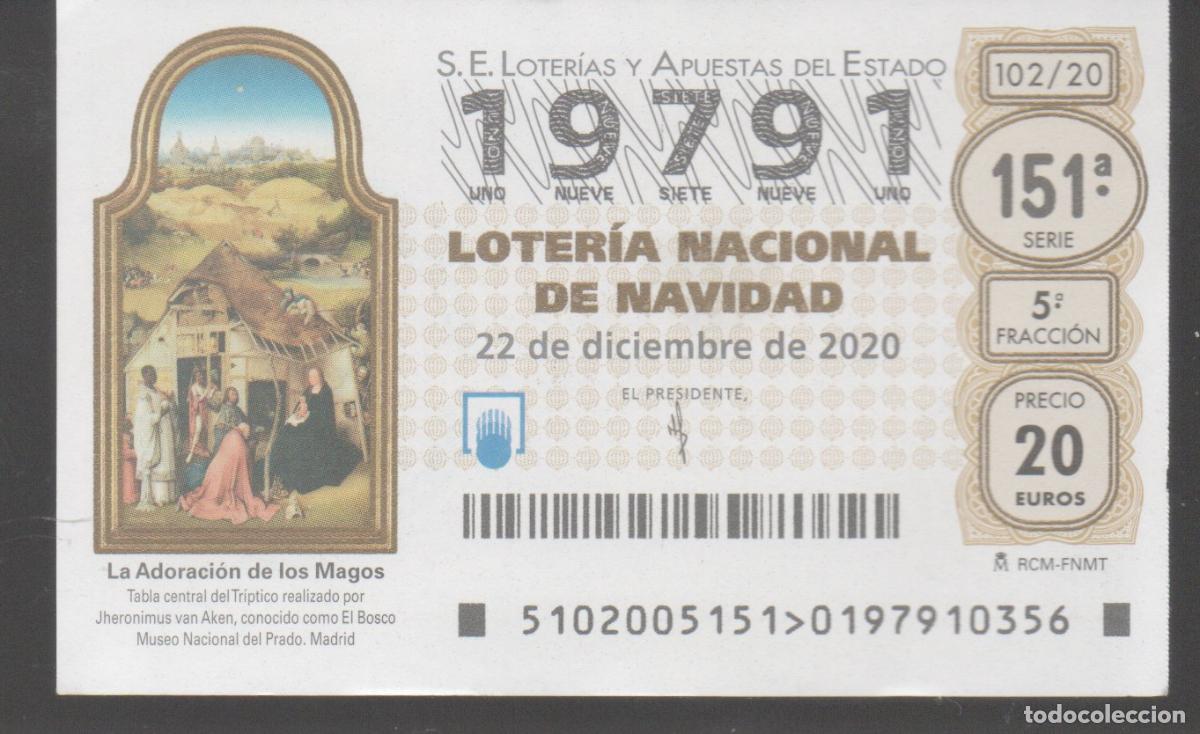 S. E. LOTERÍAS Y APUESTAS DEL ESTADO
19791
UNO NUEVE SIETE NUEVE UNO
LOTERÍA NACIONAL
DE NAVIDAD
22 de diciembre de 2020
EL PRESIDENTE,
102/20
151ª
SERIE
5ª
FRACCIÓN
PRECIO
20
EUROS
RCM-FNMT
La Adoración de los Magos
Tabla central del Tríptico realizado por
Jheronimus van Aken, conocido como El Bosco
Museo Nacional del Prado. Madrid
5102005151>0197910356
todocoleccion